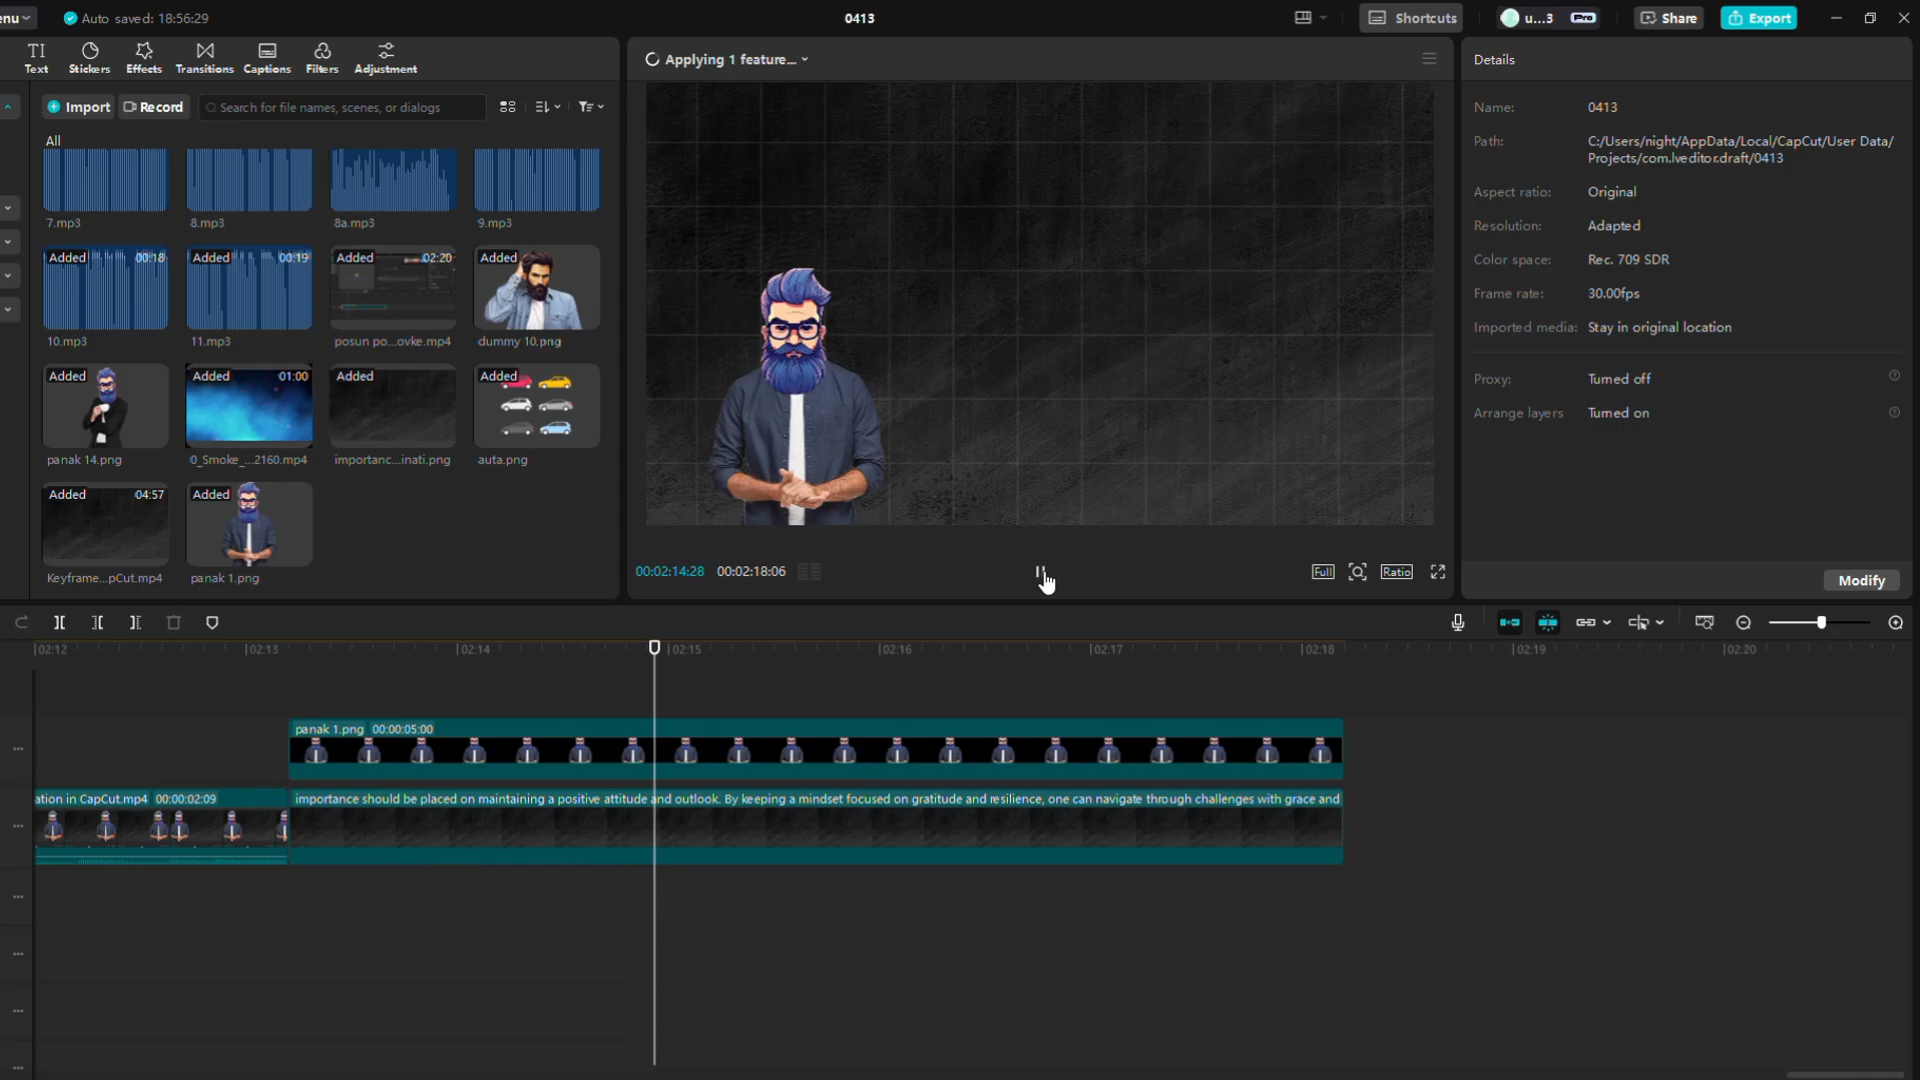 enu
Auto saved: 18:56:29
0413
Shortcuts
u...3
Pro
Share
Export
TI
Text
Stickers
Effects
Transitions
Captions
Filters
Adjustment
Import
Record
Search for file names, scenes, or dialogs
All
7.mp3
8.mp3
8a.mp3
9.mp3
Added 00:18
Added 00:19
Added 02:20
Added
10.mp3
11.mp3
posun po...ovke.mp4
dummy 10.png
Added
Added 01:00
Added
Added
panak 14.png
0_Smoke_...2160.mp4
importanc...inati.png
auta.png
Added 04:57
Added
Keyframe...pCut.mp4
panak 1.png
Applying 1 feature...
00:02:14:28 00:02:18:06
Full
Ratio
Details
Name: 0413
Path: C:/Users/night/AppData/Local/CapCut/User Data/
Projects/com.lveditor.draft/0413
Aspect ratio: Original
Resolution: Adapted
Color space: Rec. 709 SDR
Frame rate: 30.00fps
Imported media: Stay in original location
Proxy: Turned off
Arrange layers Turned on
Modify
02:12 02:13 02:14 02:15 02:16 02:17 02:18 02:19 02:20
panak 1.png 00:00:05:00
ation in CapCut.mp4 00:00:02:09
importance should be placed on maintaining a positive attitude and outlook. By keeping a mindset focused on gratitude and resilience, one can navigate through challenges with grace and